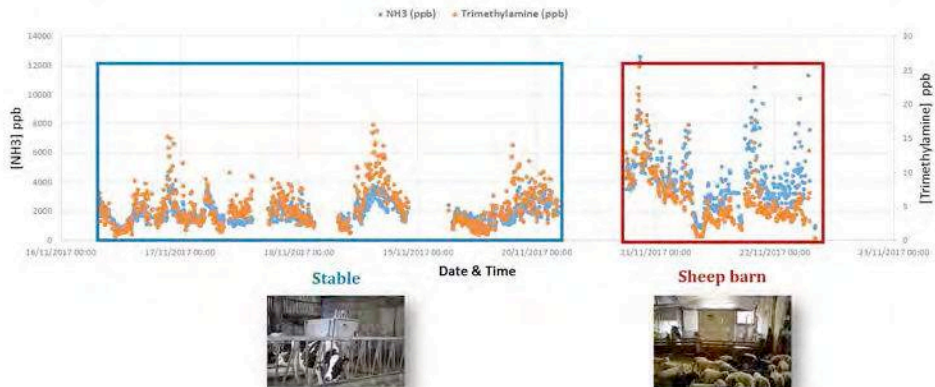 NH3 (ppb) Trimethylamine (ppb)
14000
12000
10000
8000
6000
4000
2000
0
[NH3] ppb
30
25
20
15
10
5
0
[Trimethylamine] ppb
16/11/2017 00:00 17/11/2017 00:00 18/11/2017 00:00 19/11/2017 00:00 20/11/2017 00:00 21/11/2017 00:00 22/11/2017 00:00 23/11/2017 00:00
Date & Time
Stable Sheep barn